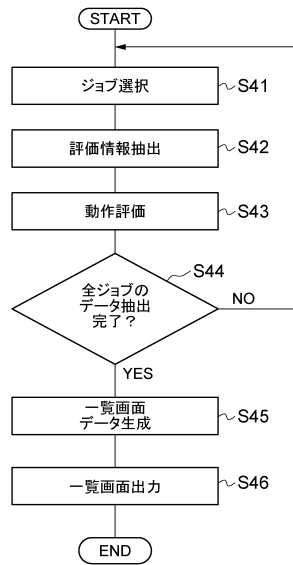 START
ジョブ選択
S41
評価情報抽出
S42
動作評価
S43
S44
全ジョブの
データ抽出
完了？
NO
YES
一覧画面
データ生成
S45
一覧画面出力
S46
END